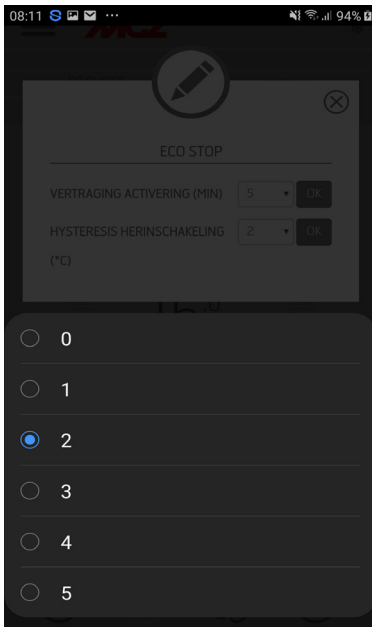 08:11 S ... 94%
MCZ
ECO STOP
VERTRAGING ACTIVERING (MIN) 5 OK
HYSTERESIS HERINSCHAKELING 2 OK
(°C)
0
1
2
3
4
5